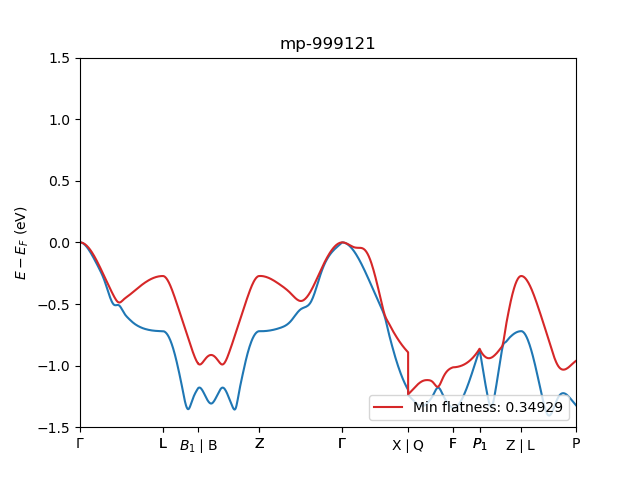 mp-999121
1.5
1.0
0.5
0.0
−0.5
−1.0
−1.5
E − E_F (eV)
Min flatness: 0.34929
Γ L B₁ | B Z Γ X | Q F P₁ Z | L P